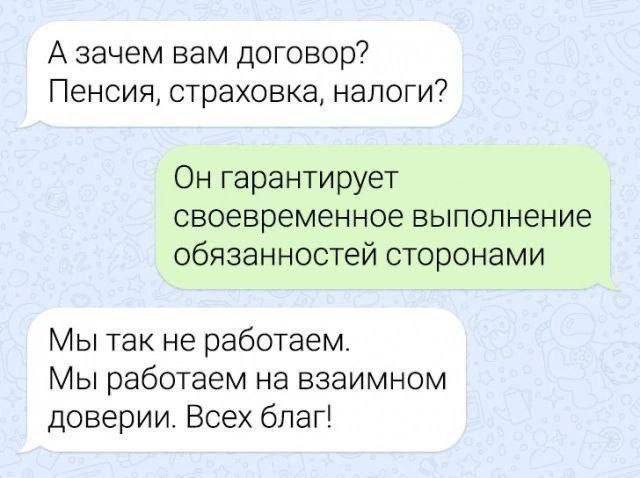 А зачем вам договор?
Пенсия, страховка, налоги?
Он гарантирует
своевременное выполнение
обязанностей сторонами
Мы так не работаем.
Мы работаем на взаимном
доверии. Всех благ!